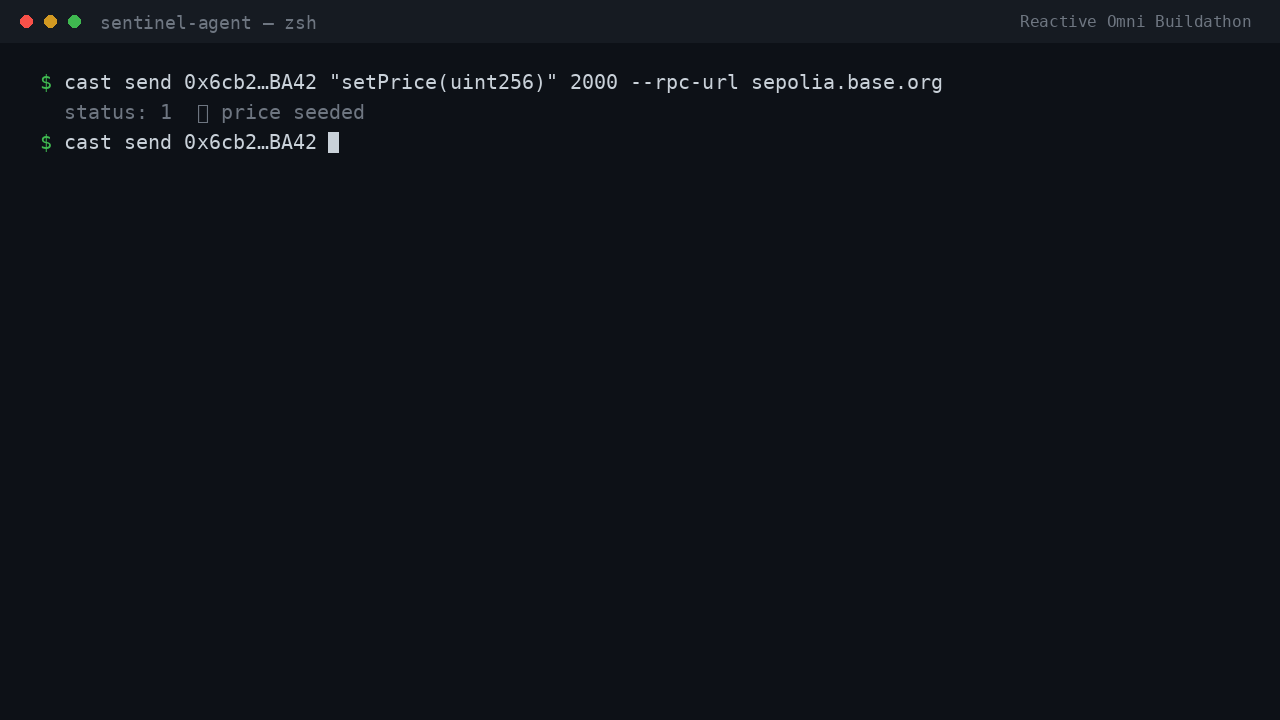 sentinel-agent — zsh
Reactive Omni Buildathon
$ cast send 0x6cb2…BA42 "setPrice(uint256)" 2000 --rpc-url sepolia.base.org
status: 1 ▯ price seeded
$ cast send 0x6cb2…BA42